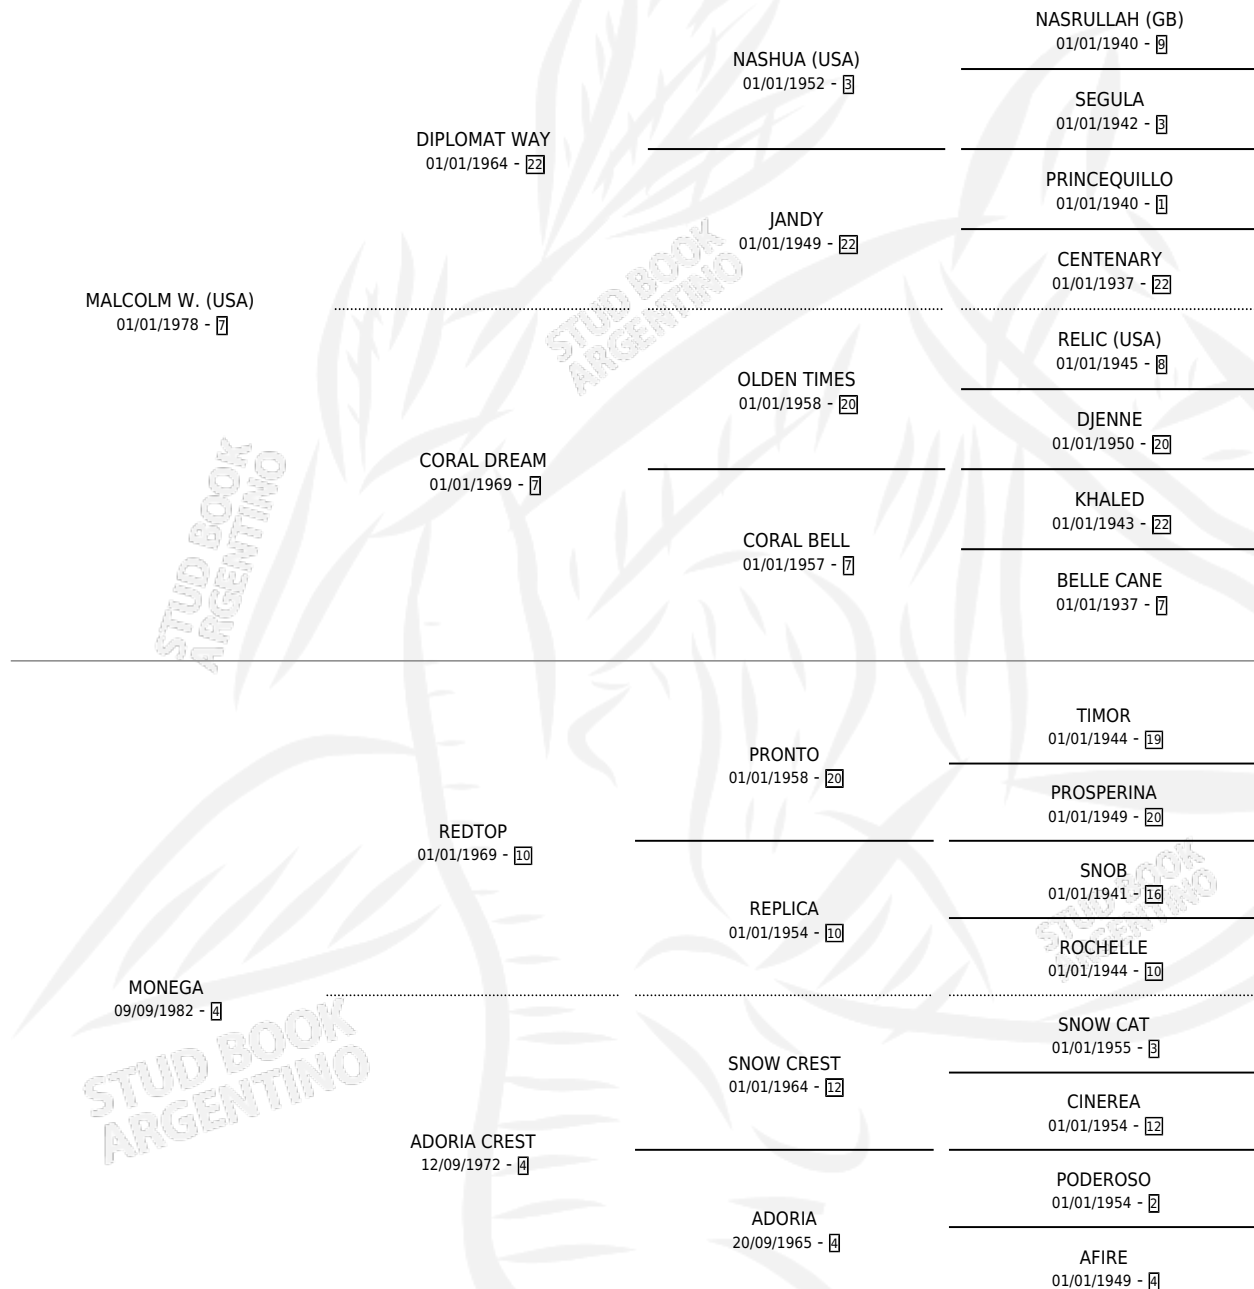 NASRULLAH (GB)
01/01/1940 - 9
NASHUA (USA)
01/01/1952 - 3
SEGULA
01/01/1942 - 3
DIPLOMAT WAY
01/01/1964 - 22
PRINCEQUILLO
01/01/1940 - 1
JANDY
01/01/1949 - 22
CENTENARY
01/01/1937 - 22
MALCOLM W. (USA)
01/01/1978 - 7
RELIC (USA)
01/01/1945 - 8
OLDEN TIMES
01/01/1958 - 20
DJENNE
01/01/1950 - 20
CORAL DREAM
01/01/1969 - 7
KHALED
01/01/1943 - 22
CORAL BELL
01/01/1957 - 7
BELLE CANE
01/01/1937 - 7
TIMOR
01/01/1944 - 19
PRONTO
01/01/1958 - 20
PROSPERINA
01/01/1949 - 20
REDTOP
01/01/1969 - 10
SNOB
01/01/1941 - 16
REPLICA
01/01/1954 - 10
ROCHELLE
01/01/1944 - 10
MONEGA
09/09/1982 - 4
SNOW CAT
01/01/1955 - 3
SNOW CREST
01/01/1964 - 12
CINEREA
01/01/1954 - 12
ADORIA CREST
12/09/1972 - 4
PODEROSO
01/01/1954 - 2
ADORIA
20/09/1965 - 4
AFIRE
01/01/1949 - 4
STUD BOOK
ARGENTINO
STUD BOOK
ARGENTINO
STUD BOOK
ARGENTINO
STUD BOOK
ARGENTINO